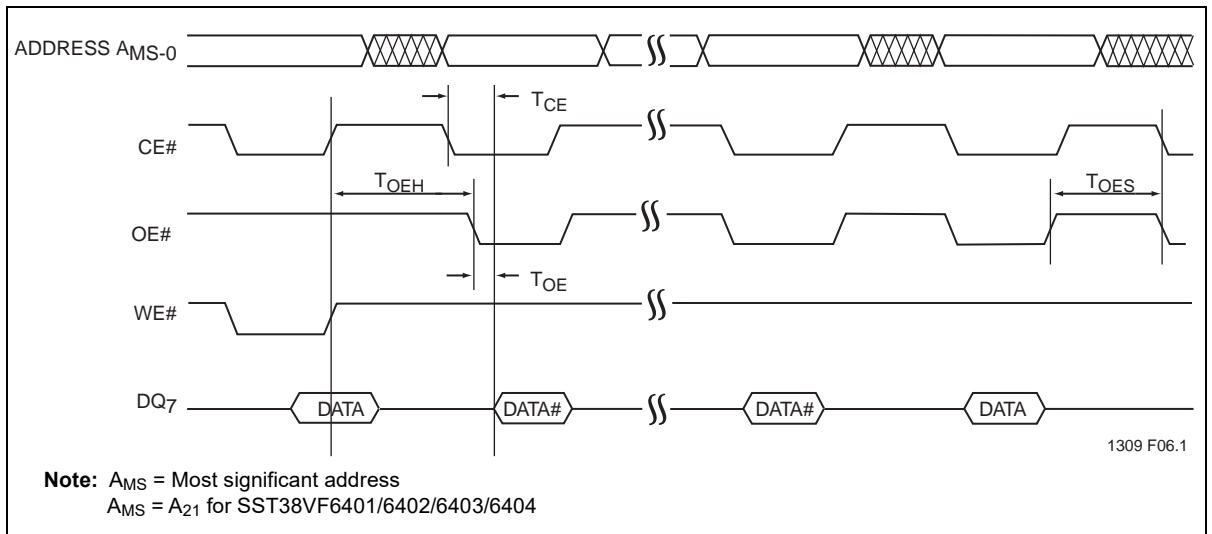 ADDRESS AMS-0
TCE
CE#
TOEH
TOES
OE#
TOE
WE#
DQ7
DATA
DATA#
DATA#
DATA
1309 F06.1
Note: AMS = Most significant address
AMS = A21 for SST38VF6401/6402/6403/6404